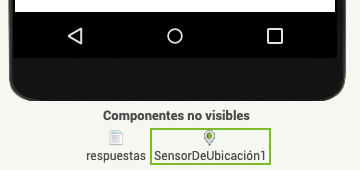 Componentes no visibles
respuestas SensorDeUbicación1